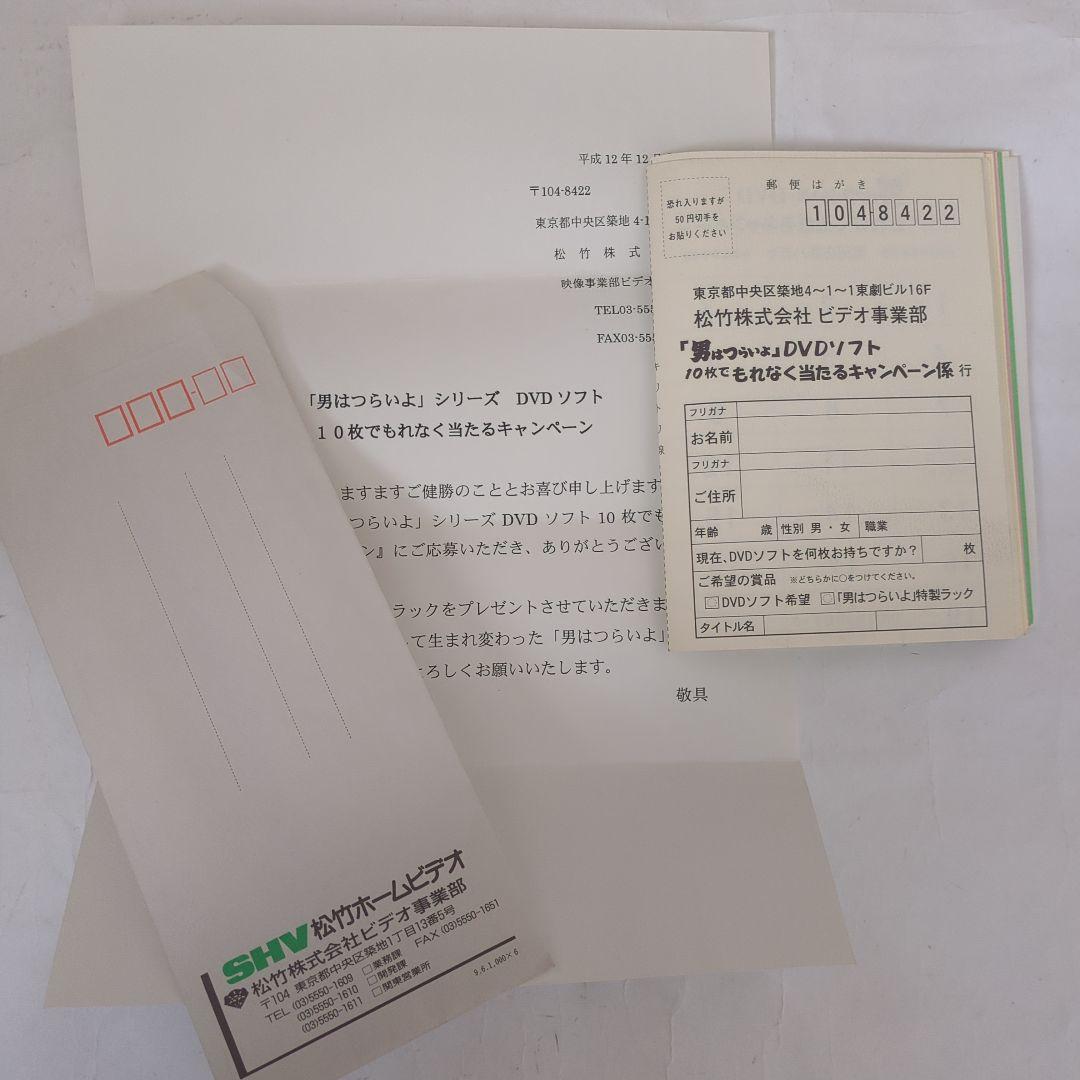 平成12年12
〒104-8422
東京都中央区築地 4-1
松 竹 株 式
映像事業部ビデオ
TEL03-55
FAX03-55
「男はつらいよ」シリーズ DVDソフト
10枚でもれなく当たるキャンペーン
ますますご健勝のこととお喜び申し上げます
つらいよ」シリーズ DVD ソフト 10 枚でも
ン』にご応募いただき、ありがとうござい
ラックをプレゼントさせていただきま
て生まれ変わった「男はつらいよ」
よろしくお願いいたします。
敬具
郵便はがき
恐れ入りますが
50円切手を
お貼りください
104-8422
東京都中央区築地4〜1〜1東劇ビル16F
松竹株式会社 ビデオ事業部
「男はつらいよ」DVDソフト
10枚でもれなく当たるキャンペーン係 行
フリガナ
お名前
フリガナ
ご住所
年齢 歳 性別 男・女 職業
現在、DVDソフトを何枚お持ちですか? 枚
ご希望の賞品 ※どちらかに○をつけてください。
DVDソフト希望 「男はつらいよ」特製ラック
タイトル名
SHV 松竹ホームビデオ
松竹株式会社ビデオ事業部
〒104 東京都中央区築地1丁目13番5号
TEL (03)5550-1609 □業務課 FAX (03)5550-1651
(03)5550-1610 □開発課
(03)5550-1611 □関東営業所
9.6.1,000×6